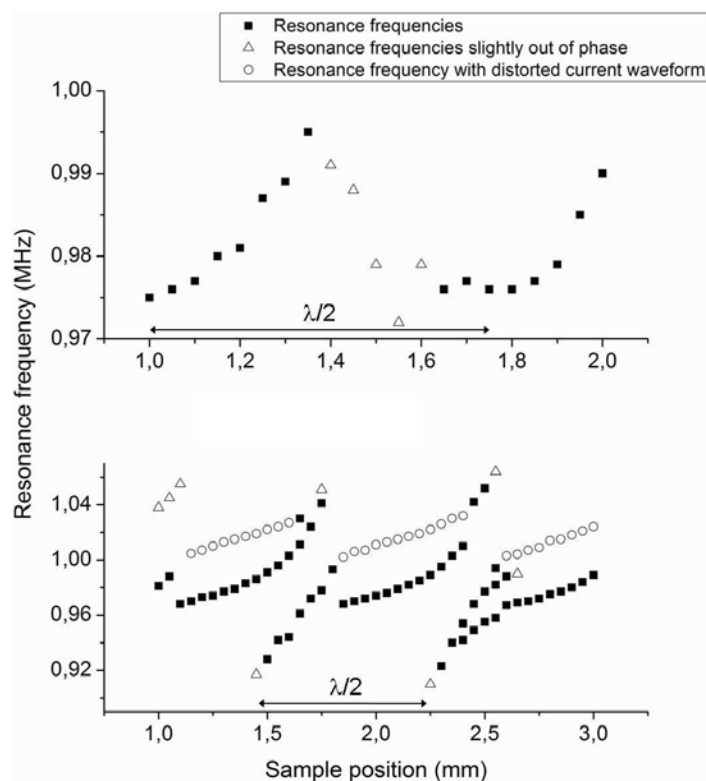 Resonance frequencies
Resonance frequencies slightly out of phase
Resonance frequency with distorted current waveform
1,00
0,99
0,98
0,97
λ/2
1,0 1,2 1,4 1,6 1,8 2,0
Resonance frequency (MHz)
1,04
1,00
0,96
0,92
λ/2
1,0 1,5 2,0 2,5 3,0
Sample position (mm)